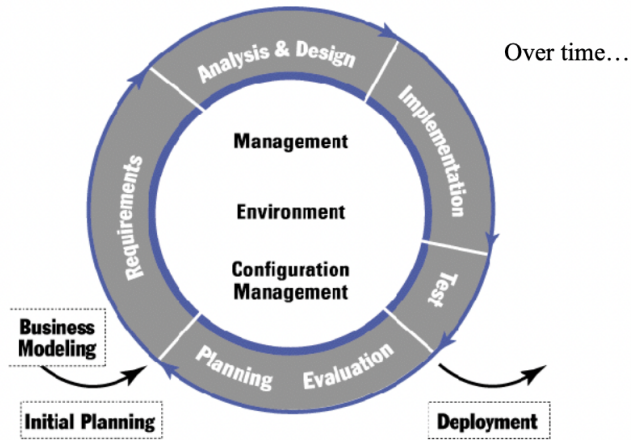 Over time…
Analysis & Design
Implementation
Requirements
Management
Environment
Configuration
Management
Test
Planning
Evaluation
Business
Modeling
Initial Planning
Deployment